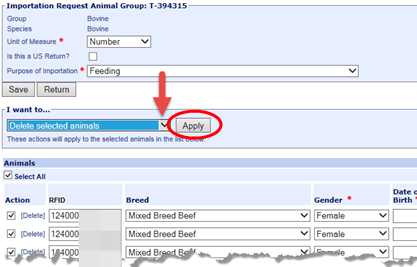 Importation Request Animal Group: T-394315
Group Bovine
Species Bovine
Unit of Measure * Number
Is this a US Return?
Purpose of Importation * Feeding
Save Return
I want to...
Delete selected animals Apply
These actions will apply to the selected animals in the list below.
Animals
Select All
Action RFID Breed Gender * Date o
Birth *
[Delete] 124000 Mixed Breed Beef Female
[Delete] 124000 Mixed Breed Beef Female
[Delete] 124000 Mixed Breed Beef Female